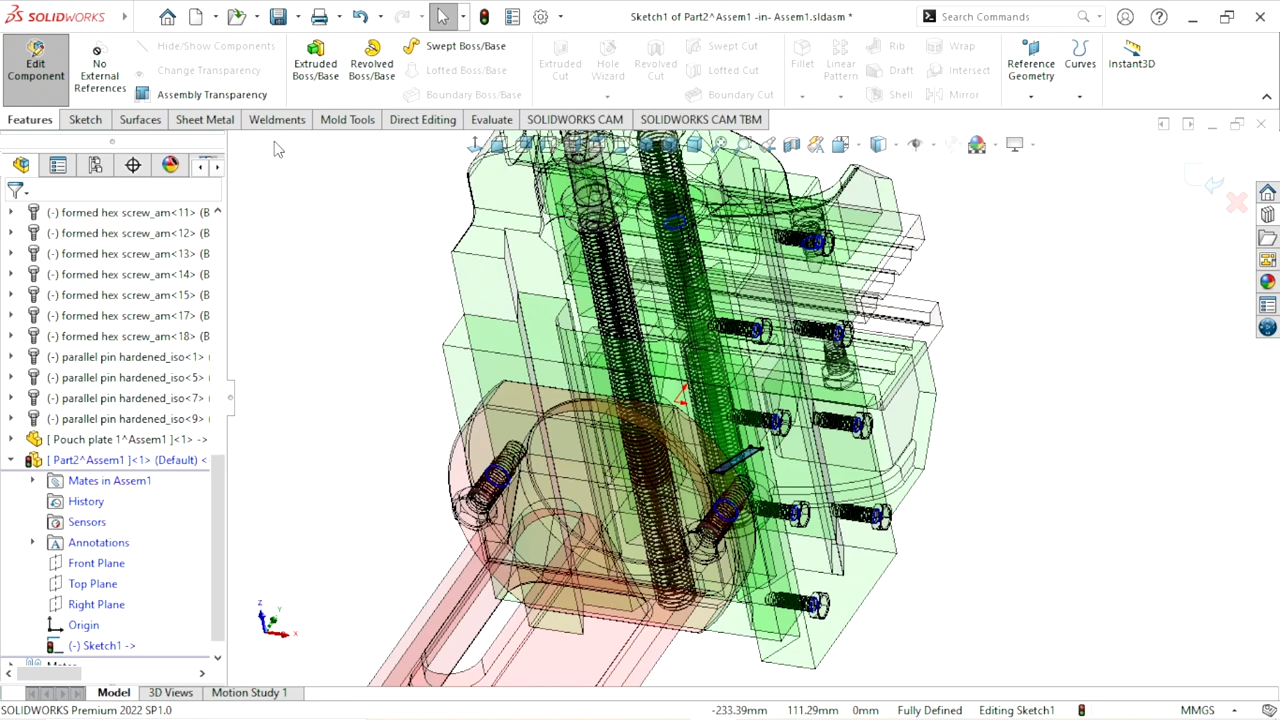 SOLIDWORKS
Sketch1 of Part2^Assem1 -in- Assem1.sldasm *
Search Commands
Edit Component
No External References
Hide/Show Components
Change Transparency
Assembly Transparency
Extruded Boss/Base
Revolved Boss/Base
Swept Boss/Base
Lofted Boss/Base
Boundary Boss/Base
Extruded Cut
Hole Wizard
Revolved Cut
Swept Cut
Lofted Cut
Boundary Cut
Fillet
Linear Pattern
Rib
Draft
Shell
Wrap
Intersect
Mirror
Reference Geometry
Curves
Instant3D
Features
Sketch
Surfaces
Sheet Metal
Weldments
Mold Tools
Direct Editing
Evaluate
SOLIDWORKS CAM
SOLIDWORKS CAM TBM
(-) formed hex screw_am<11> (B
(-) formed hex screw_am<12> (B
(-) formed hex screw_am<13> (B
(-) formed hex screw_am<14> (B
(-) formed hex screw_am<15> (B
(-) formed hex screw_am<17> (B
(-) formed hex screw_am<18> (B
(-) parallel pin hardened_iso<1> (
(-) parallel pin hardened_iso<5> (
(-) parallel pin hardened_iso<7> (
(-) parallel pin hardened_iso<9> (
[ Pouch plate 1^Assem1 ]<1> ->
[ Part2^Assem1 ]<1> (Default) <
Mates in Assem1
History
Sensors
Annotations
Front Plane
Top Plane
Right Plane
Origin
(-) Sketch1 ->
Z
Y
X
Model
3D Views
Motion Study 1
SOLIDWORKS Premium 2022 SP1.0
-233.39mm
111.29mm
0mm
Fully Defined
Editing Sketch1
MMGS